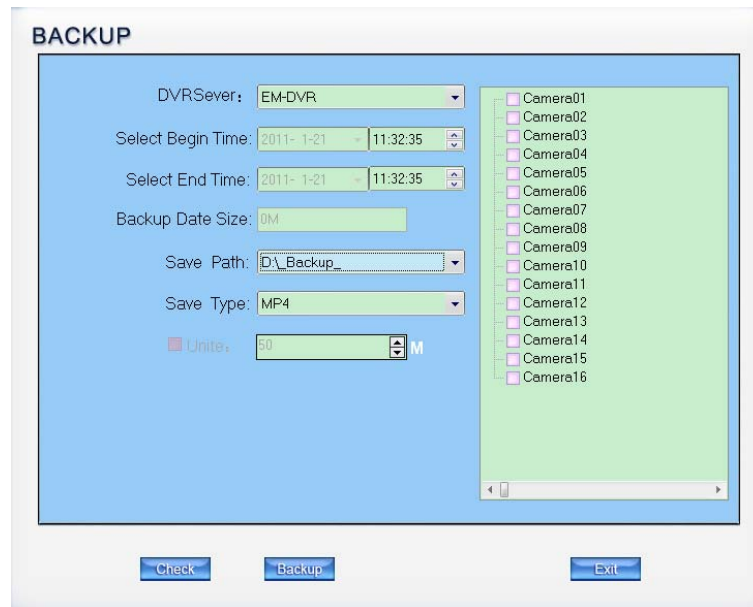 BACKUP
DVRSever: EM-DVR
Select Begin Time: 2011- 1-21 11:32:35
Select End Time: 2011- 1-21 11:32:35
Backup Date Size: 0M
Save Path: D:\_Backup_
Save Type: MP4
Unite: 50 M
Camera01
Camera02
Camera03
Camera04
Camera05
Camera06
Camera07
Camera08
Camera09
Camera10
Camera11
Camera12
Camera13
Camera14
Camera15
Camera16
Check Backup Exit